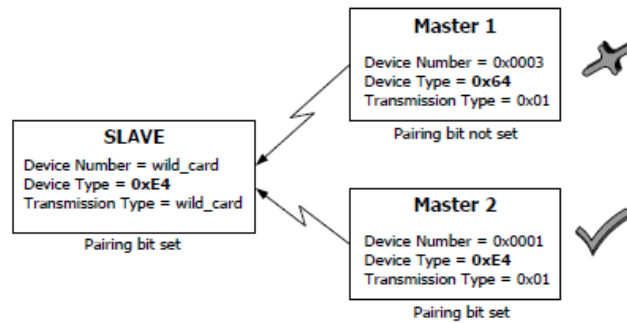 Master 1
Device Number = 0x0003
Device Type = 0x64
Transmission Type = 0x01
Pairing bit not set
SLAVE
Device Number = wild_card
Device Type = 0xE4
Transmission Type = wild_card
Pairing bit set
Master 2
Device Number = 0x0001
Device Type = 0xE4
Transmission Type = 0x01
Pairing bit set